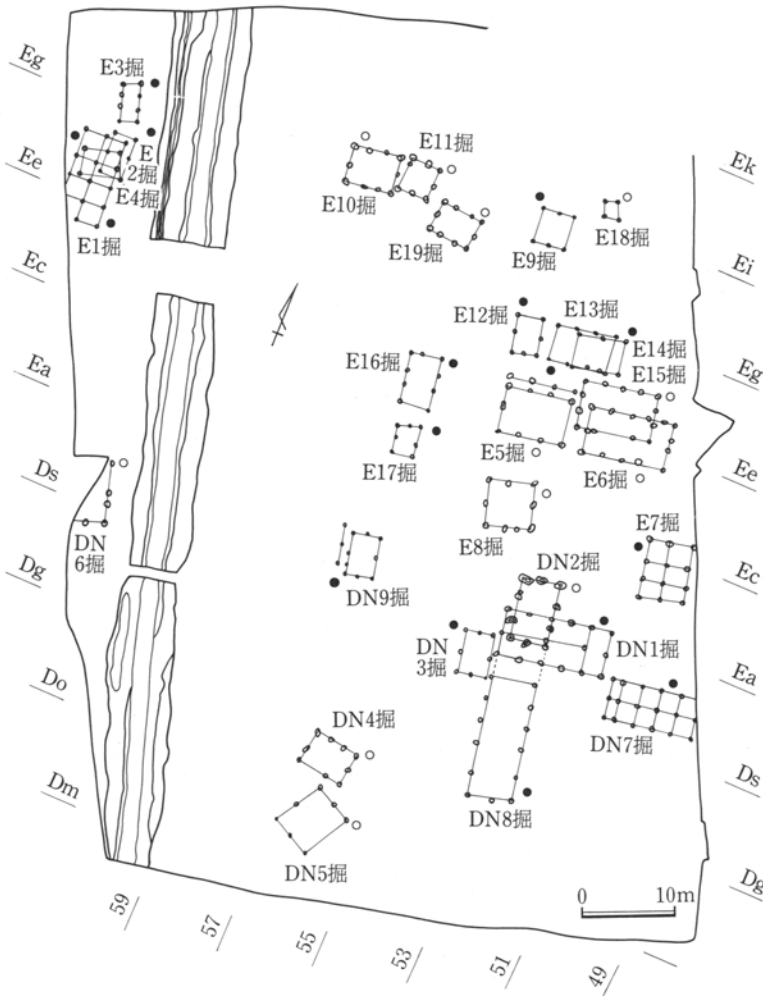 Eg
E3掘
Ee
E
2掘
E4掘
E1掘
Ec
Ea
Ds
DN
6掘
Dg
Do
Dm
E11掘
E10掘
E19掘
E9掘
E18掘
Ek
Ei
E12掘
E13掘
E14掘
E15掘
E16掘
E17掘
E5掘
E6掘
Eg
Ee
E8掘
E7掘
DN2掘
Ec
DN9掘
DN
3掘
DN1掘
Ea
DN7掘
DN4掘
DN8掘
Ds
DN5掘
Dg
0 10m
59
57
55
53
51
49